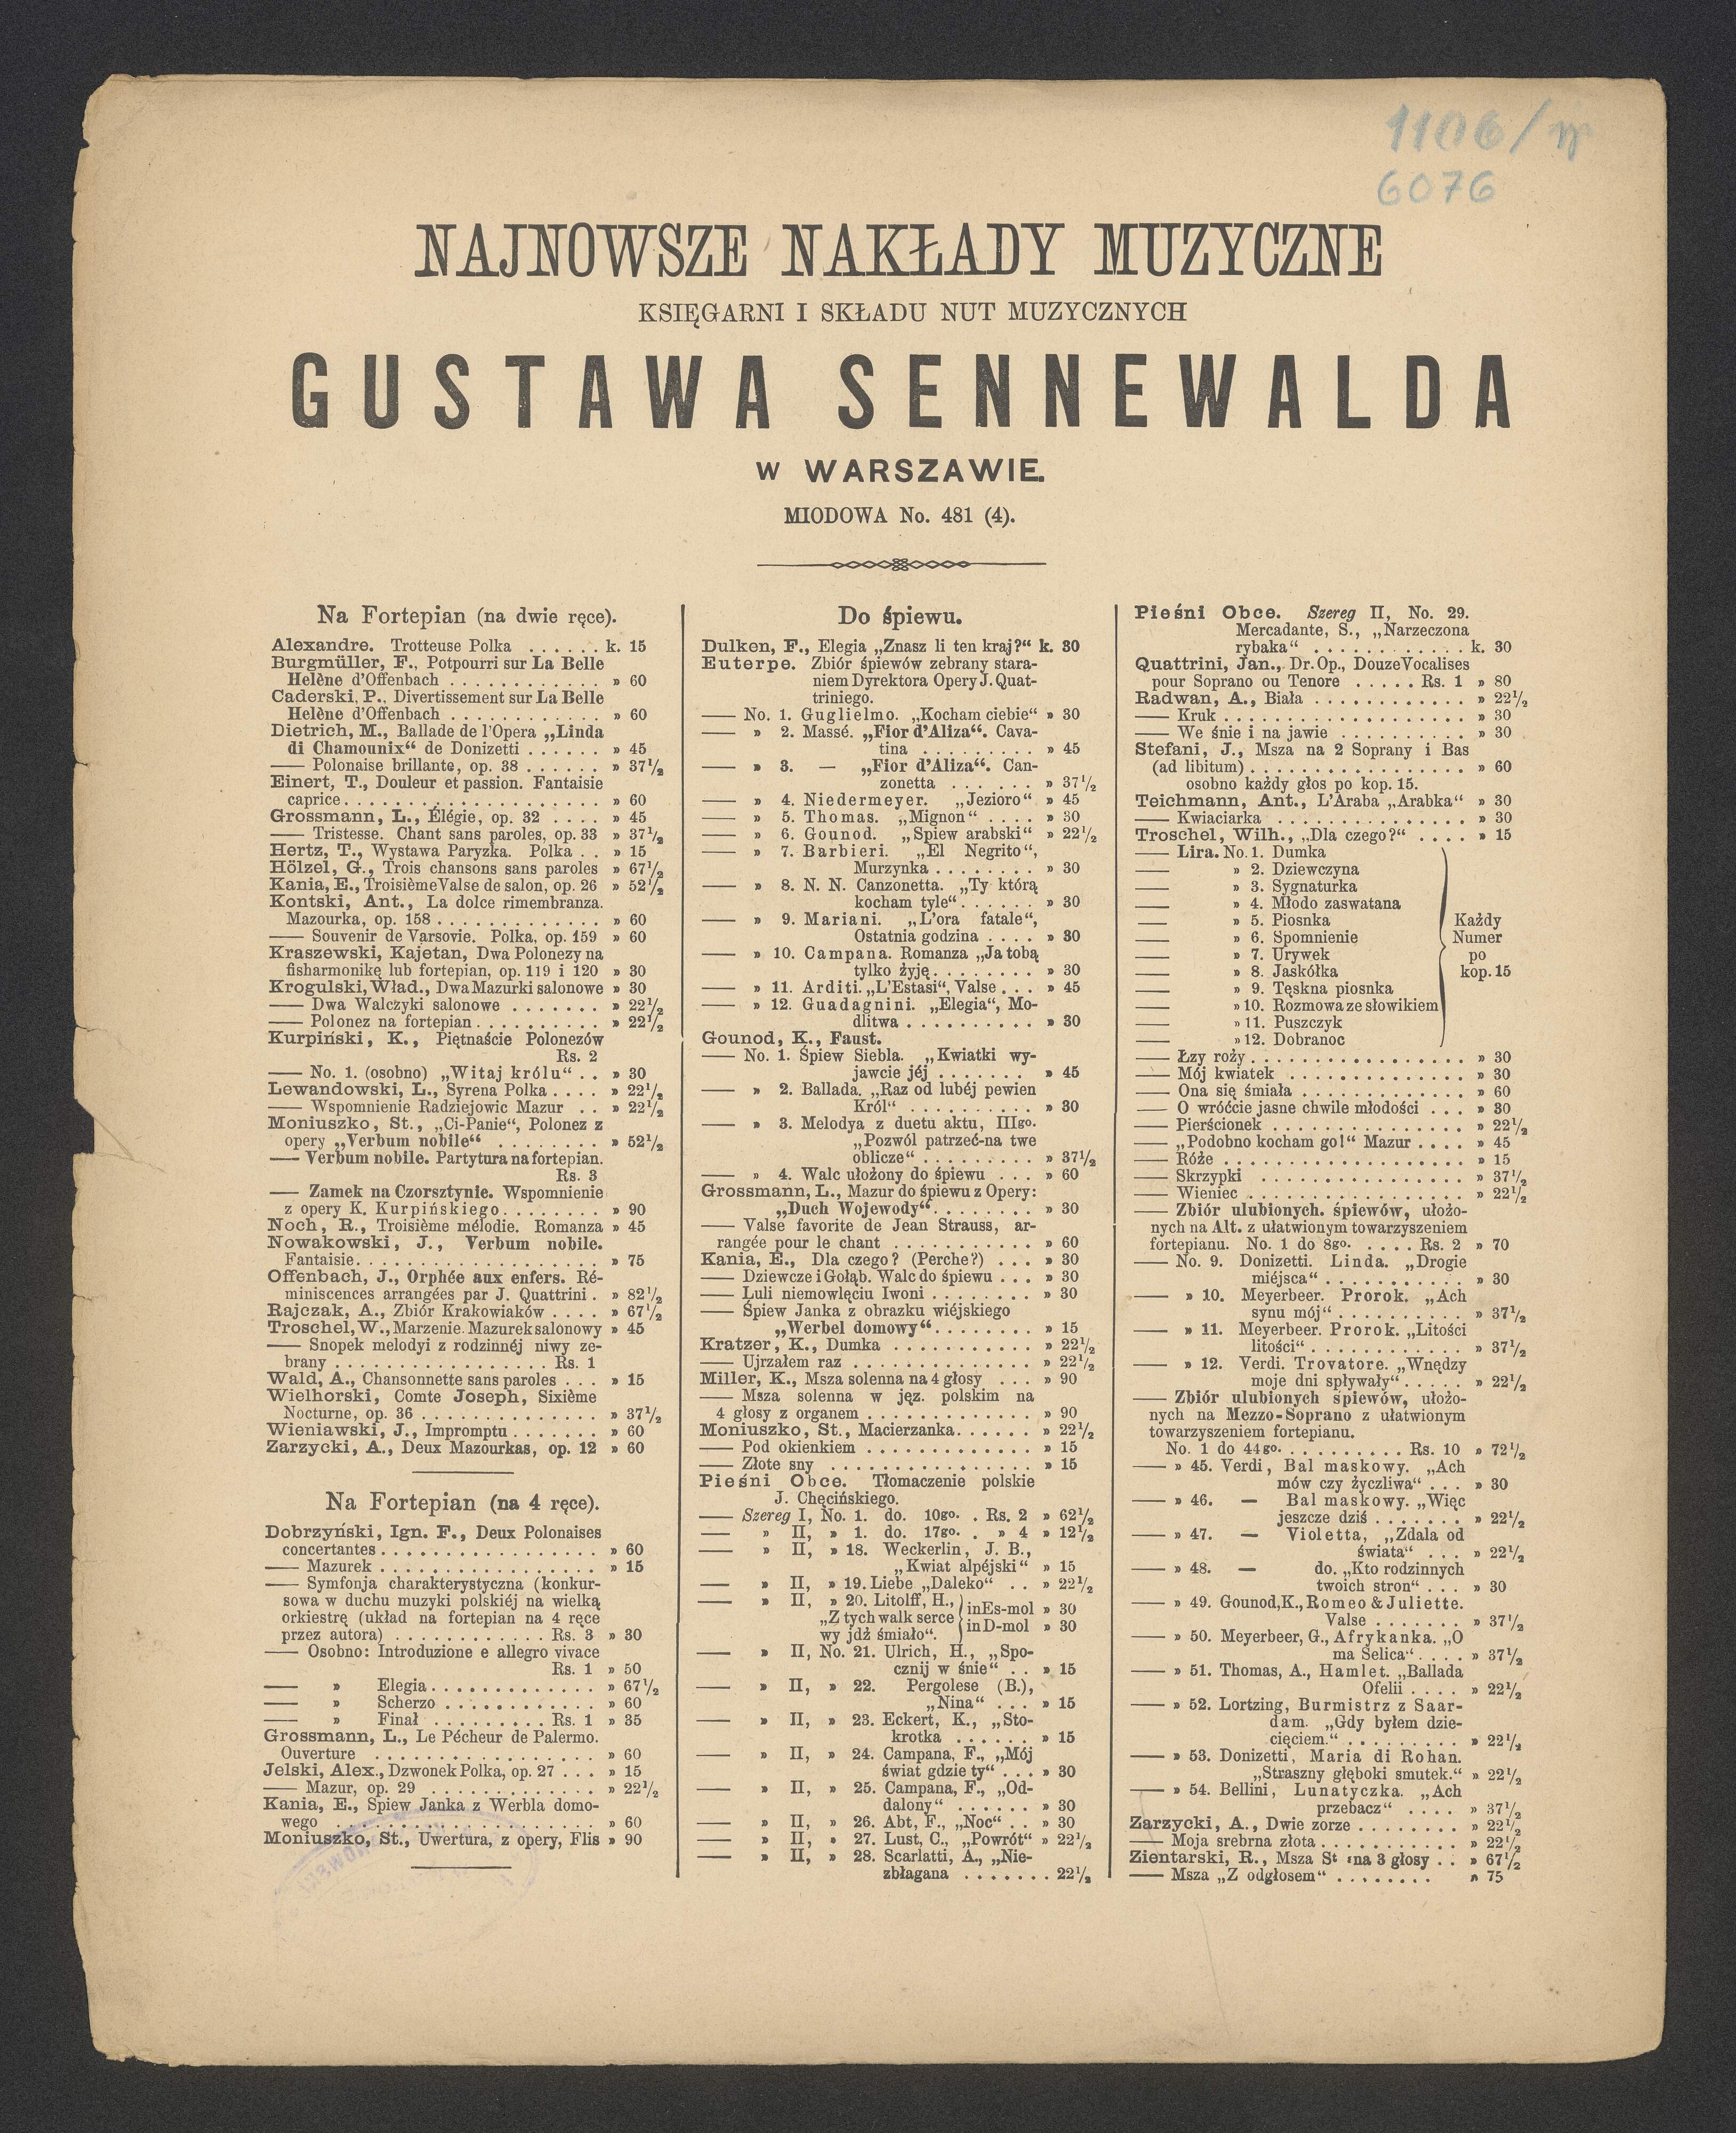 1106/
6076
NAJNOWSZE NAKŁADY MUZYCZNE
KSIĘGARNI I SKŁADU NUT MUZYCZNYCH
GUSTAWA SENNEWALDA
w WARSZAWIE.
MIODOWA No. 481 (4).
Na Fortepian (na dwie ręce).
Alexandre. Trotteuse Polka . . . . . . k. 15
Burgmüller, F., Potpourri sur La Belle
Helène d'Offenbach . . . . . . . . . . . . » 60
Caderski, P., Divertissement sur La Belle
Helène d'Offenbach . . . . . . . . . . . . » 60
Dietrich, M., Ballade de l'Opera „Linda
di Chamounix“ de Donizetti . . . . . . » 45
— Polonaise brillante, op. 38 . . . . . . » 37½
Einert, T., Douleur et passion. Fantaisie
caprice . . . . . . . . . . . . . . . . . . . . » 60
Grossmann, L., Élégie, op. 32 . . . . » 45
— Tristesse. Chant sans paroles, op. 33 » 37½
Hertz, T., Wystawa Paryzka. Polka . . » 15
Hölzel, G., Trois chansons sans paroles » 67½
Kania, E., Troisième Valse de salon, op. 26 » 52½
Kontski, Ant., La dolce rimembranza.
Mazourka, op. 158 . . . . . . . . . . . . . » 60
— Souvenir de Varsovie. Polka, op. 159 » 60
Kraszewski, Kajetan, Dwa Polonezy na
fisharmonikę lub fortepian, op. 119 i 120 » 30
Krogulski, Wład., Dwa Mazurki salonowe » 30
— Dwa Walczyki salonowe . . . . . . . » 22½
— Polonez na fortepian . . . . . . . . . . » 22½
Kurpiński, K., Piętnaście Polonezów
Rs. 2
— No. 1. (osobno) „Witaj królu“ . . » 30
Lewandowski, L., Syrena Polka . . . . » 22½
— Wspomnienie Radziejowic Mazur . . » 22½
Moniuszko, St., „Ci-Panie“, Polonez z
opery „Verbum nobile“ . . . . . . . . » 52½
— Verbum nobile. Partytura na fortepian.
Rs. 3
— Zamek na Czorsztynie. Wspomnienie
z opery K. Kurpińskiego . . . . . . . . » 90
Noch, R., Troisième mélodie. Romanza » 45
Nowakowski, J., Verbum nobile.
Fantaisie . . . . . . . . . . . . . . . . . . . » 75
Offenbach, J., Orphée aux enfers. Ré-
miniscences arrangées par J. Quattrini . » 82½
Rajczak, A., Zbiór Krakowiaków . . . . » 67½
Troschel, W., Marzenie. Mazurek salonowy » 45
— Snopek melodyi z rodzinnéj niwy ze-
brany . . . . . . . . . . . . . . . . . Rs. 1
Wald, A., Chansonnette sans paroles . . . » 15
Wielhorski, Comte Joseph, Sixième
Nocturne, op. 36 . . . . . . . . . . . . . . » 37½
Wieniawski, J., Impromptu . . . . . . . » 60
Zarzycki, A., Deux Mazourkas, op. 12 » 60
Na Fortepian (na 4 ręce).
Dobrzyński, Ign. F., Deux Polonaises
concertantes . . . . . . . . . . . . . . . . . » 60
— Mazurek . . . . . . . . . . . . . . . . . » 15
— Symfonja charakterystyczna (konkur-
sowa w duchu muzyki polskiéj na wielką
orkiestrę (układ na fortepian na 4 ręce
przez autora) . . . . . . . . . . . . Rs. 3 » 30
— Osobno: Introduzione e allegro vivace
Rs. 1 » 50
— » Elegia . . . . . . . . . . . . . » 67½
— » Scherzo . . . . . . . . . . . . » 60
— » Finał . . . . . . . . . Rs. 1 » 35
Grossmann, L., Le Pécheur de Palermo.
Ouverture . . . . . . . . . . . . . . . . . . » 60
Jelski, Alex., Dzwonek Polka, op. 27 . . . » 15
— Mazur, op. 29 . . . . . . . . . . . . . » 22½
Kania, E., Spiew Janka z Werbla domo-
wego . . . . . . . . . . . . . . . . . . . . . » 60
Moniuszko, St., Uwertura, z opery, Flis » 90
Do śpiewu.
Dulken, F., Elegia „Znasz li ten kraj?“ k. 30
Euterpe. Zbiór śpiewów zebrany stara-
niem Dyrektora Opery J. Quat-
triniego.
— No. 1. Guglielmo. „Kocham ciebie“ » 30
— » 2. Massé. „Fior d'Aliza“. Cava-
tina . . . . . . . . . » 45
— » 3. — „Fior d'Aliza“. Can-
zonetta . . . . . . . » 37½
— » 4. Niedermeyer. „Jezioro“ » 45
— » 5. Thomas. „Mignon“ . . . . » 30
— » 6. Gounod. „Spiew arabski“ » 22½
— » 7. Barbieri. „El Negrito“,
Murzynka . . . . . . . . » 30
— » 8. N. N. Canzonetta. „Ty którą
kocham tyle“ . . . . . . » 30
— » 9. Mariani. „L'ora fatale“,
Ostatnia godzina . . . . » 30
— » 10. Campana. Romanza „Ja tobą
tylko żyję . . . . . . . . » 30
— » 11. Arditi. „L'Estasi“, Valse . . . » 45
— » 12. Guadagnini. „Elegia“, Mo-
dlitwa . . . . . . . . . . » 30
Gounod, K., Faust.
— No. 1. Śpiew Siebla. „Kwiatki wy-
jawcie jéj . . . . . . . » 45
— » 2. Ballada. „Raz od lubéj pewien
Król“ . . . . . . . . . . » 30
— » 3. Melodya z duetu aktu, IIIgo.
„Pozwól patrzeć-na twe
oblicze“ . . . . . . . . . » 37½
— » 4. Walc ułożony do śpiewu . . . » 60
Grossmann, L., Mazur do śpiewu z Opery:
„Duch Wojewody“ . . . . . . . . » 30
— Valse favorite de Jean Strauss, ar-
rangée pour le chant . . . . . . . . . . . » 60
Kania, E., Dla czego? (Perche?) . . . » 30
— Dziewcze i Gołąb. Walc do śpiewu . . . » 30
— Luli niemowlęciu Iwoni . . . . . . . . » 30
— Śpiew Janka z obrazku wiéjskiego
„Werbel domowy“ . . . . . . . . » 15
Kratzer, K., Dumka . . . . . . . . . . . » 22½
— Ujrzałem raz . . . . . . . . . . . . . . » 22½
Miller, K., Msza solenna na 4 głosy . . . » 90
— Msza solenna w jęz. polskim na
4 głosy z organem . . . . . . . . . . . . . » 90
Moniuszko, St., Macierzanka . . . . . . » 22½
— Pod okienkiem . . . . . . . . . . . . . » 15
— Złote sny . . . . . . . . . . . . . . . . » 15
Pieśni Obce. Tłomaczenie polskie
J. Chęcińskiego.
— Szereg I, No. 1. do. 10go. . Rs. 2 » 62½
— » II, » 1. do. 17go. . » 4 » 12½
— » II, » 18. Weckerlin, J. B.,
„Kwiat alpéjski“ » 15
— » II, » 19. Liebe „Daleko“ . . » 22½
— » II, » 20. Litolff, H., in Es-mol » 30
„Z tych walk serce in D-mol » 30
wy jdź śmiało“.
— » II, No. 21. Ulrich, H., „Spo-
cznij w śnie“ . . » 15
— » II, » 22. Pergolese (B.),
„Nina“ . . . » 15
— » II, » 23. Eckert, K., „Sto-
krotka . . . . . . . » 15
— » II, » 24. Campana, F., „Mój
świat gdzie ty“ . . . » 30
— » II, » 25. Campana, F., „Od-
dalony“ . . . . . . » 30
— » II, » 26. Abt, F., „Noc“ . . » 30
— » II, » 27. Lust, C., „Powrót“ » 22½
— » II, » 28. Scarlatti, A., „Nie-
zbłagana . . . . . . . 22½
Pieśni Obce. Szereg II, No. 29.
Mercadante, S., „Narzeczona
rybaka“ . . . . . . . . . . . . k. 30
Quattrini, Jan., Dr. Op., Douze Vocalises
pour Soprano ou Tenore . . . . . Rs. 1 » 80
Radwan, A., Biała . . . . . . . . . . . . » 22½
— Kruk . . . . . . . . . . . . . . . . . . . » 30
— We śnie i na jawie . . . . . . . . . . » 30
Stefani, J., Msza na 2 Soprany i Bas
(ad libitum) . . . . . . . . . . . . . . . . . » 60
osobno każdy głos po kop. 15.
Teichmann, Ant., L'Araba „Arabka“ » 30
— Kwiaciarka . . . . . . . . . . . . . . . » 30
Troschel, Wilh., „Dla czego?“ . . . . » 15
— Lira. No. 1. Dumka
— » 2. Dziewczyna
— » 3. Sygnaturka
— » 4. Młodo zaswatana
— » 5. Piosnka Każdy
— » 6. Spomnienie Numer
— » 7. Urywek po
— » 8. Jaskółka kop. 15
— » 9. Tęskna piosnka
— » 10. Rozmowa ze słowikiem
— » 11. Puszczyk
— » 12. Dobranoc
— Łzy roży . . . . . . . . . . . . . . . . . » 30
— Mój kwiatek . . . . . . . . . . . . . . » 30
— Ona się śmiała . . . . . . . . . . . . . » 60
— O wróćcie jasne chwile młodości . . . » 30
— Pierścionek . . . . . . . . . . . . . . . » 22½
— „Podobno kocham go!“ Mazur . . . . » 45
— Róże . . . . . . . . . . . . . . . . . . . » 15
— Skrzypki . . . . . . . . . . . . . . . . » 37½
— Wieniec . . . . . . . . . . . . . . . . . » 22½
— Zbiór ulubionych. śpiewów, ułożo-
nych na Alt. z ułatwionym towarzyszeniem
fortepianu. No. 1 do 8go. . . . . Rs. 2 » 70
— No. 9. Donizetti. Linda. „Drogie
miéjsca“ . . . . . . . . . . . » 30
— » 10. Meyerbeer. Prorok. „Ach
synu mój“ . . . . . . . . . . » 37½
— » 11. Meyerbeer. Prorok. „Litości
litości“ . . . . . . . . . . . . » 37½
— » 12. Verdi. Trovatore. „Wnędzy
moje dni spływały“ . . . . . » 22½
— Zbiór ulubionych śpiewów, ułożo-
nych na Mezzo-Soprano z ułatwionym
towarzyszeniem fortepianu.
No. 1 do 44go. . . . . . . . . . Rs. 10 » 72½
— » 45. Verdi, Bal maskowy. „Ach
mów czy życzliwa“ . . . » 30
— » 46. — Bal maskowy. „Więc
jeszcze dziś . . . . . . . » 22½
— » 47. — Violetta, „Zdala od
świata“ . . . » 22½
— » 48. — do. „Kto rodzinnych
twoich stron“ . . . » 30
— » 49. Gounod, K., Romeo & Juliette.
Valse . . . . . . . » 37½
— » 50. Meyerbeer, G., Afrykanka. „O
ma Selica“ . . . . » 37½
— » 51. Thomas, A., Hamlet. „Ballada
Ofelii . . . . » 22½
— » 52. Lortzing, Burmistrz z Saar-
dam. „Gdy byłem dzie-
cięciem.“ . . . . . . . . . » 22½
— » 53. Donizetti, Maria di Rohan.
„Straszny głęboki smutek.“ » 22½
— » 54. Bellini, Lunatyczka. „Ach
przebacz“ . . . . » 37½
Zarzycki, A., Dwie zorze . . . . . . . . » 22½
— Moja srebrna złota . . . . . . . . . . . » 22½
Zientarski, R., Msza St na 3 głosy . . » 67½
— Msza „Z odgłosem“ . . . . . . . . » 75